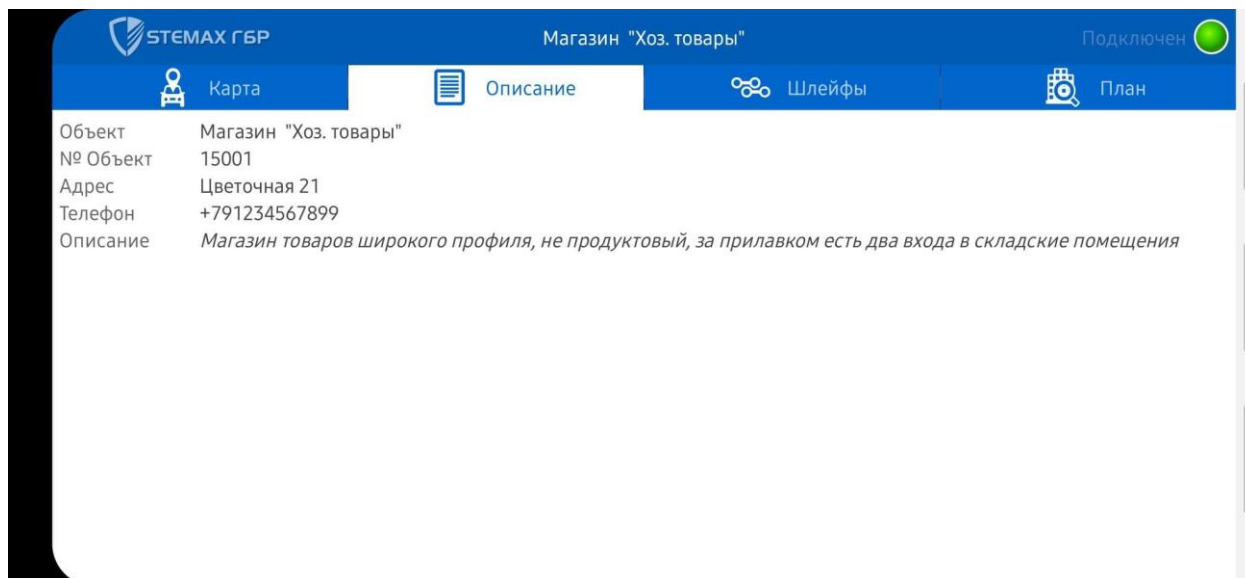 STEMAX ГБР Магазин "Хоз. товары" Подключен
Карта Описание Шлейфы План
Объект Магазин "Хоз. товары"
№ Объект 15001
Адрес Цветочная 21
Телефон +791234567899
Описание Магазин товаров широкого профиля, не продуктовый, за прилавком есть два входа в складские помещения